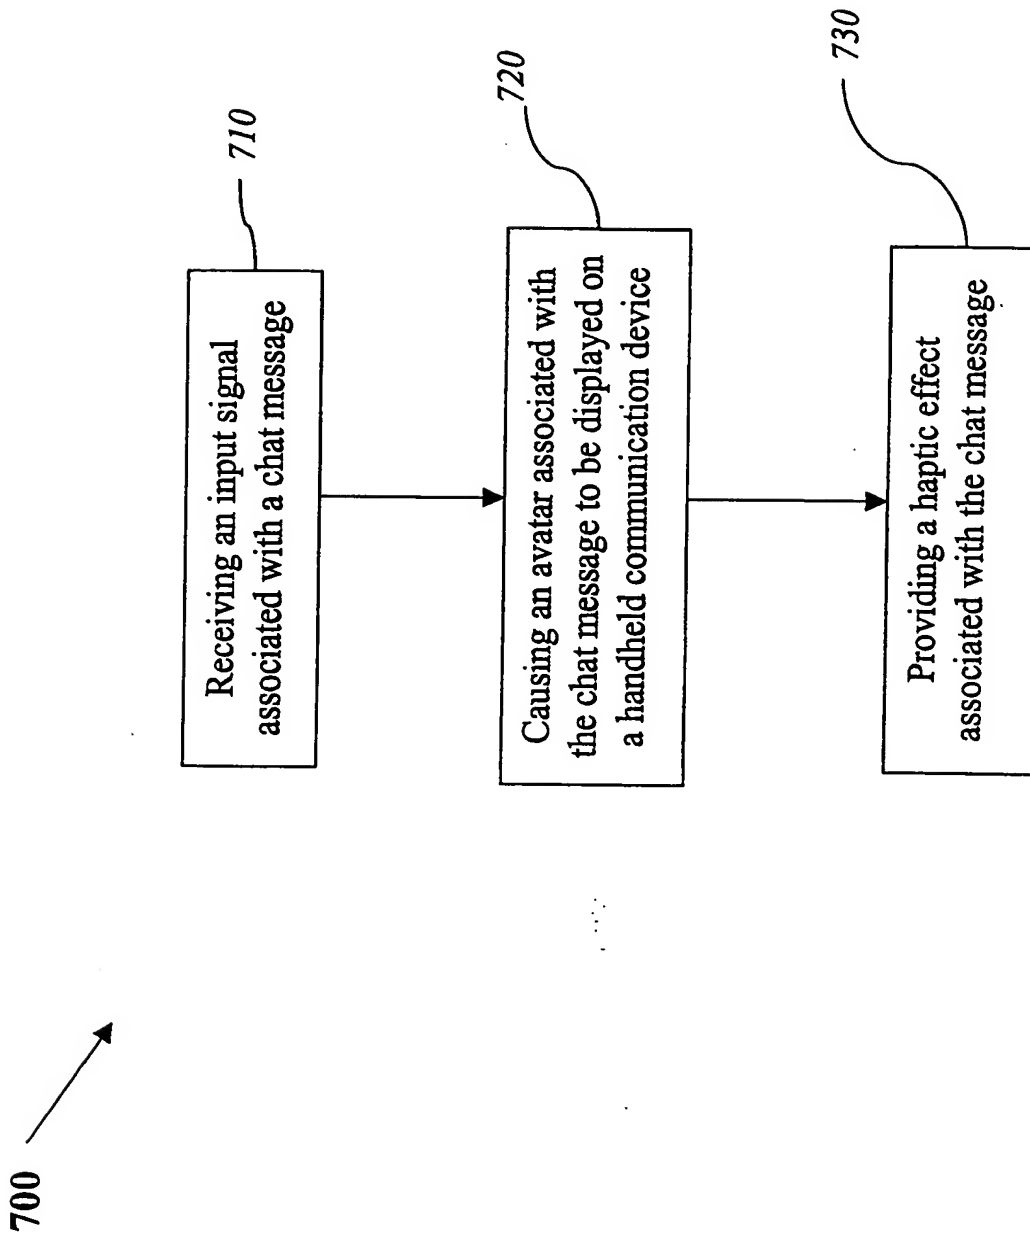 700
710
Receiving an input signal
associated with a chat message
720
Causing an avatar associated with
the chat message to be displayed on
a handheld communication device
730
Providing a haptic effect
associated with the chat message